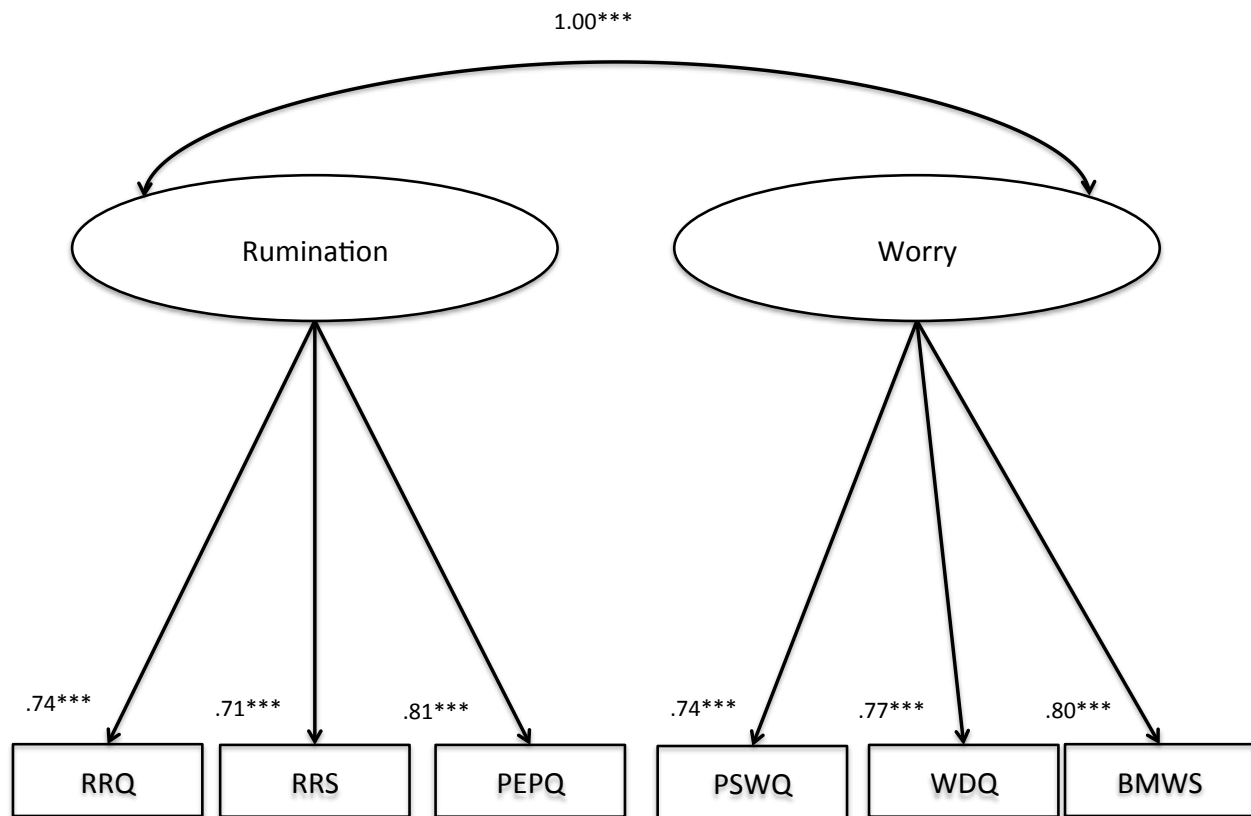 1.00***
Rumination
Worry
.74***
.71***
.81***
.74***
.77***
.80***
RRQ
RRS
PEPQ
PSWQ
WDQ
BMWS